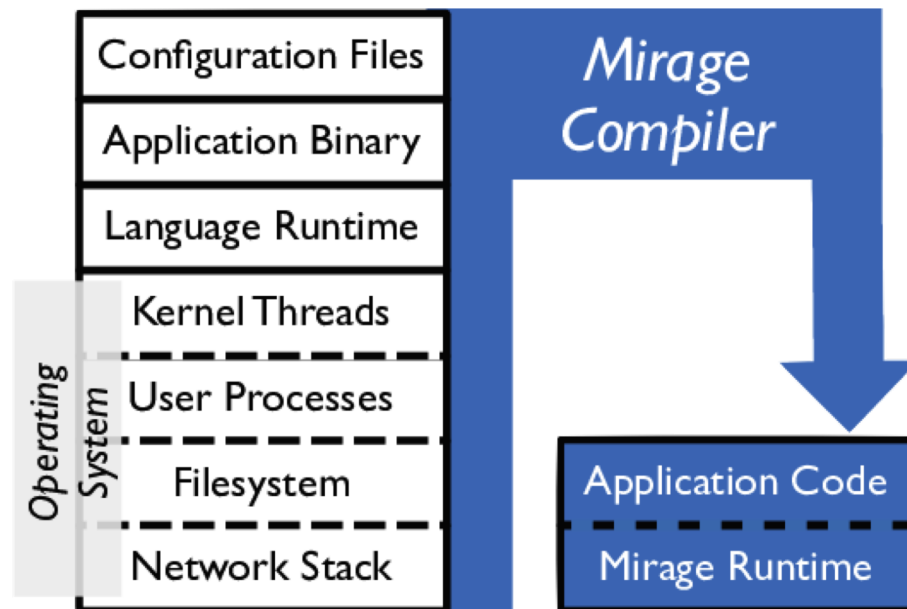 Configuration Files
Application Binary
Language Runtime
Kernel Threads
User Processes
Filesystem
Network Stack
Operating
System
Mirage
Compiler
Application Code
Mirage Runtime